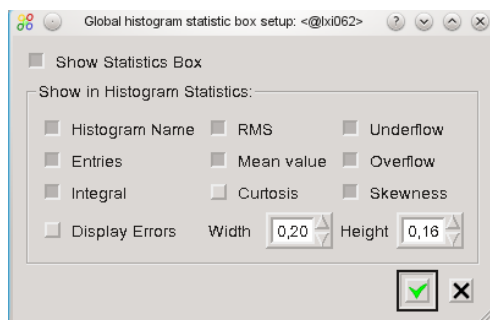 Global histogram statistic box setup: <@lxi062>
Show Statistics Box
Show in Histogram Statistics:
Histogram Name RMS Underflow
Entries Mean value Overflow
Integral Curtosis Skewness
Display Errors Width 0,20 Height 0,16